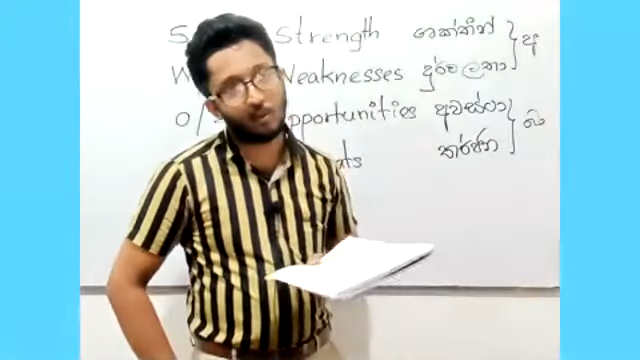 S Strength ශක්තීන් අ
W Weaknesses දුර්වලතා
O/ pportunities අවස්ථා බා
ts තර්ජන